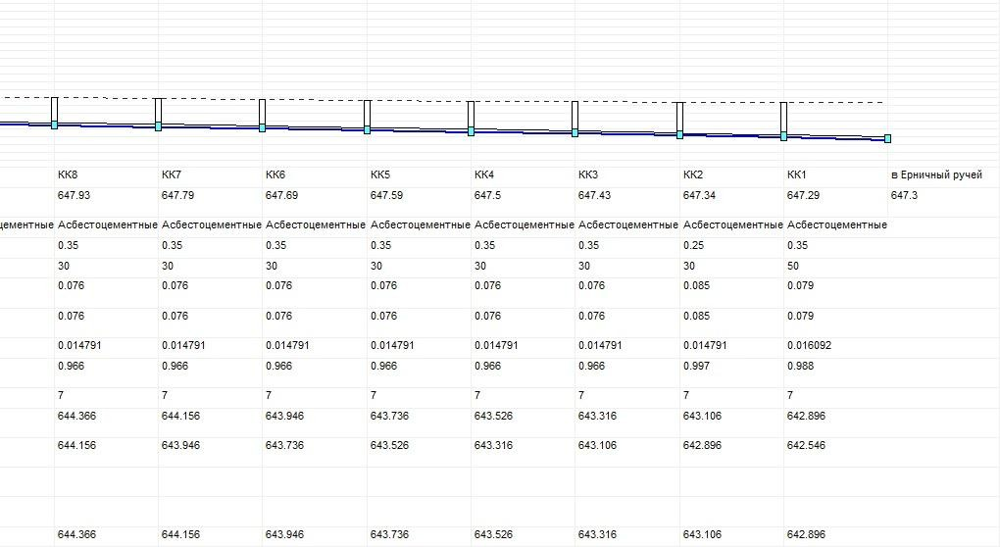 КК8 КК7 КК6 КК5 КК4 КК3 КК2 КК1 в Ерничный ручей
647.93 647.79 647.69 647.59 647.5 647.43 647.34 647.29 647.3
цементные Асбестоцементные Асбестоцементные Асбестоцементные Асбестоцементные Асбестоцементные Асбестоцементные Асбестоцементные Асбестоцементные
0.35 0.35 0.35 0.35 0.35 0.35 0.25 0.35
30 30 30 30 30 30 30 50
0.076 0.076 0.076 0.076 0.076 0.076 0.085 0.079
0.076 0.076 0.076 0.076 0.076 0.076 0.085 0.079
0.014791 0.014791 0.014791 0.014791 0.014791 0.014791 0.014791 0.016092
0.966 0.966 0.966 0.966 0.966 0.966 0.997 0.988
7 7 7 7 7 7 7 7
644.366 644.156 643.946 643.736 643.526 643.316 643.106 642.896
644.156 643.946 643.736 643.526 643.316 643.106 642.896 642.546
644.366 644.156 643.946 643.736 643.526 643.316 643.106 642.896